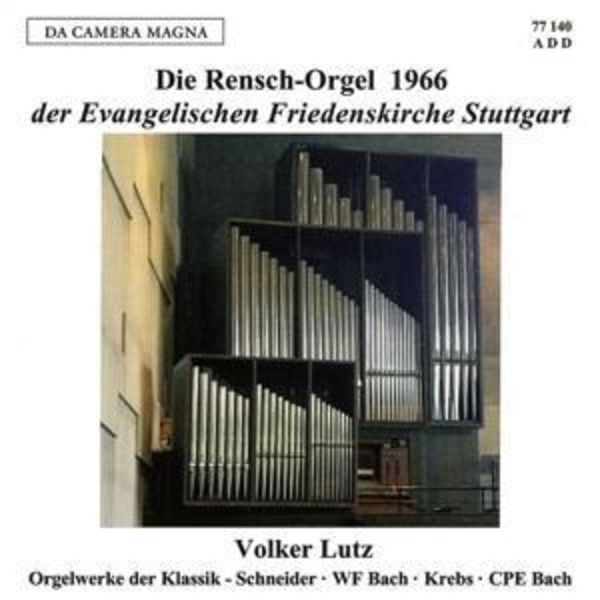 DA CAMERA MAGNA
77 140
A D D
Die Rensch-Orgel 1966
der Evangelischen Friedenskirche Stuttgart
Volker Lutz
Orgelwerke der Klassik - Schneider · WF Bach · Krebs · CPE Bach